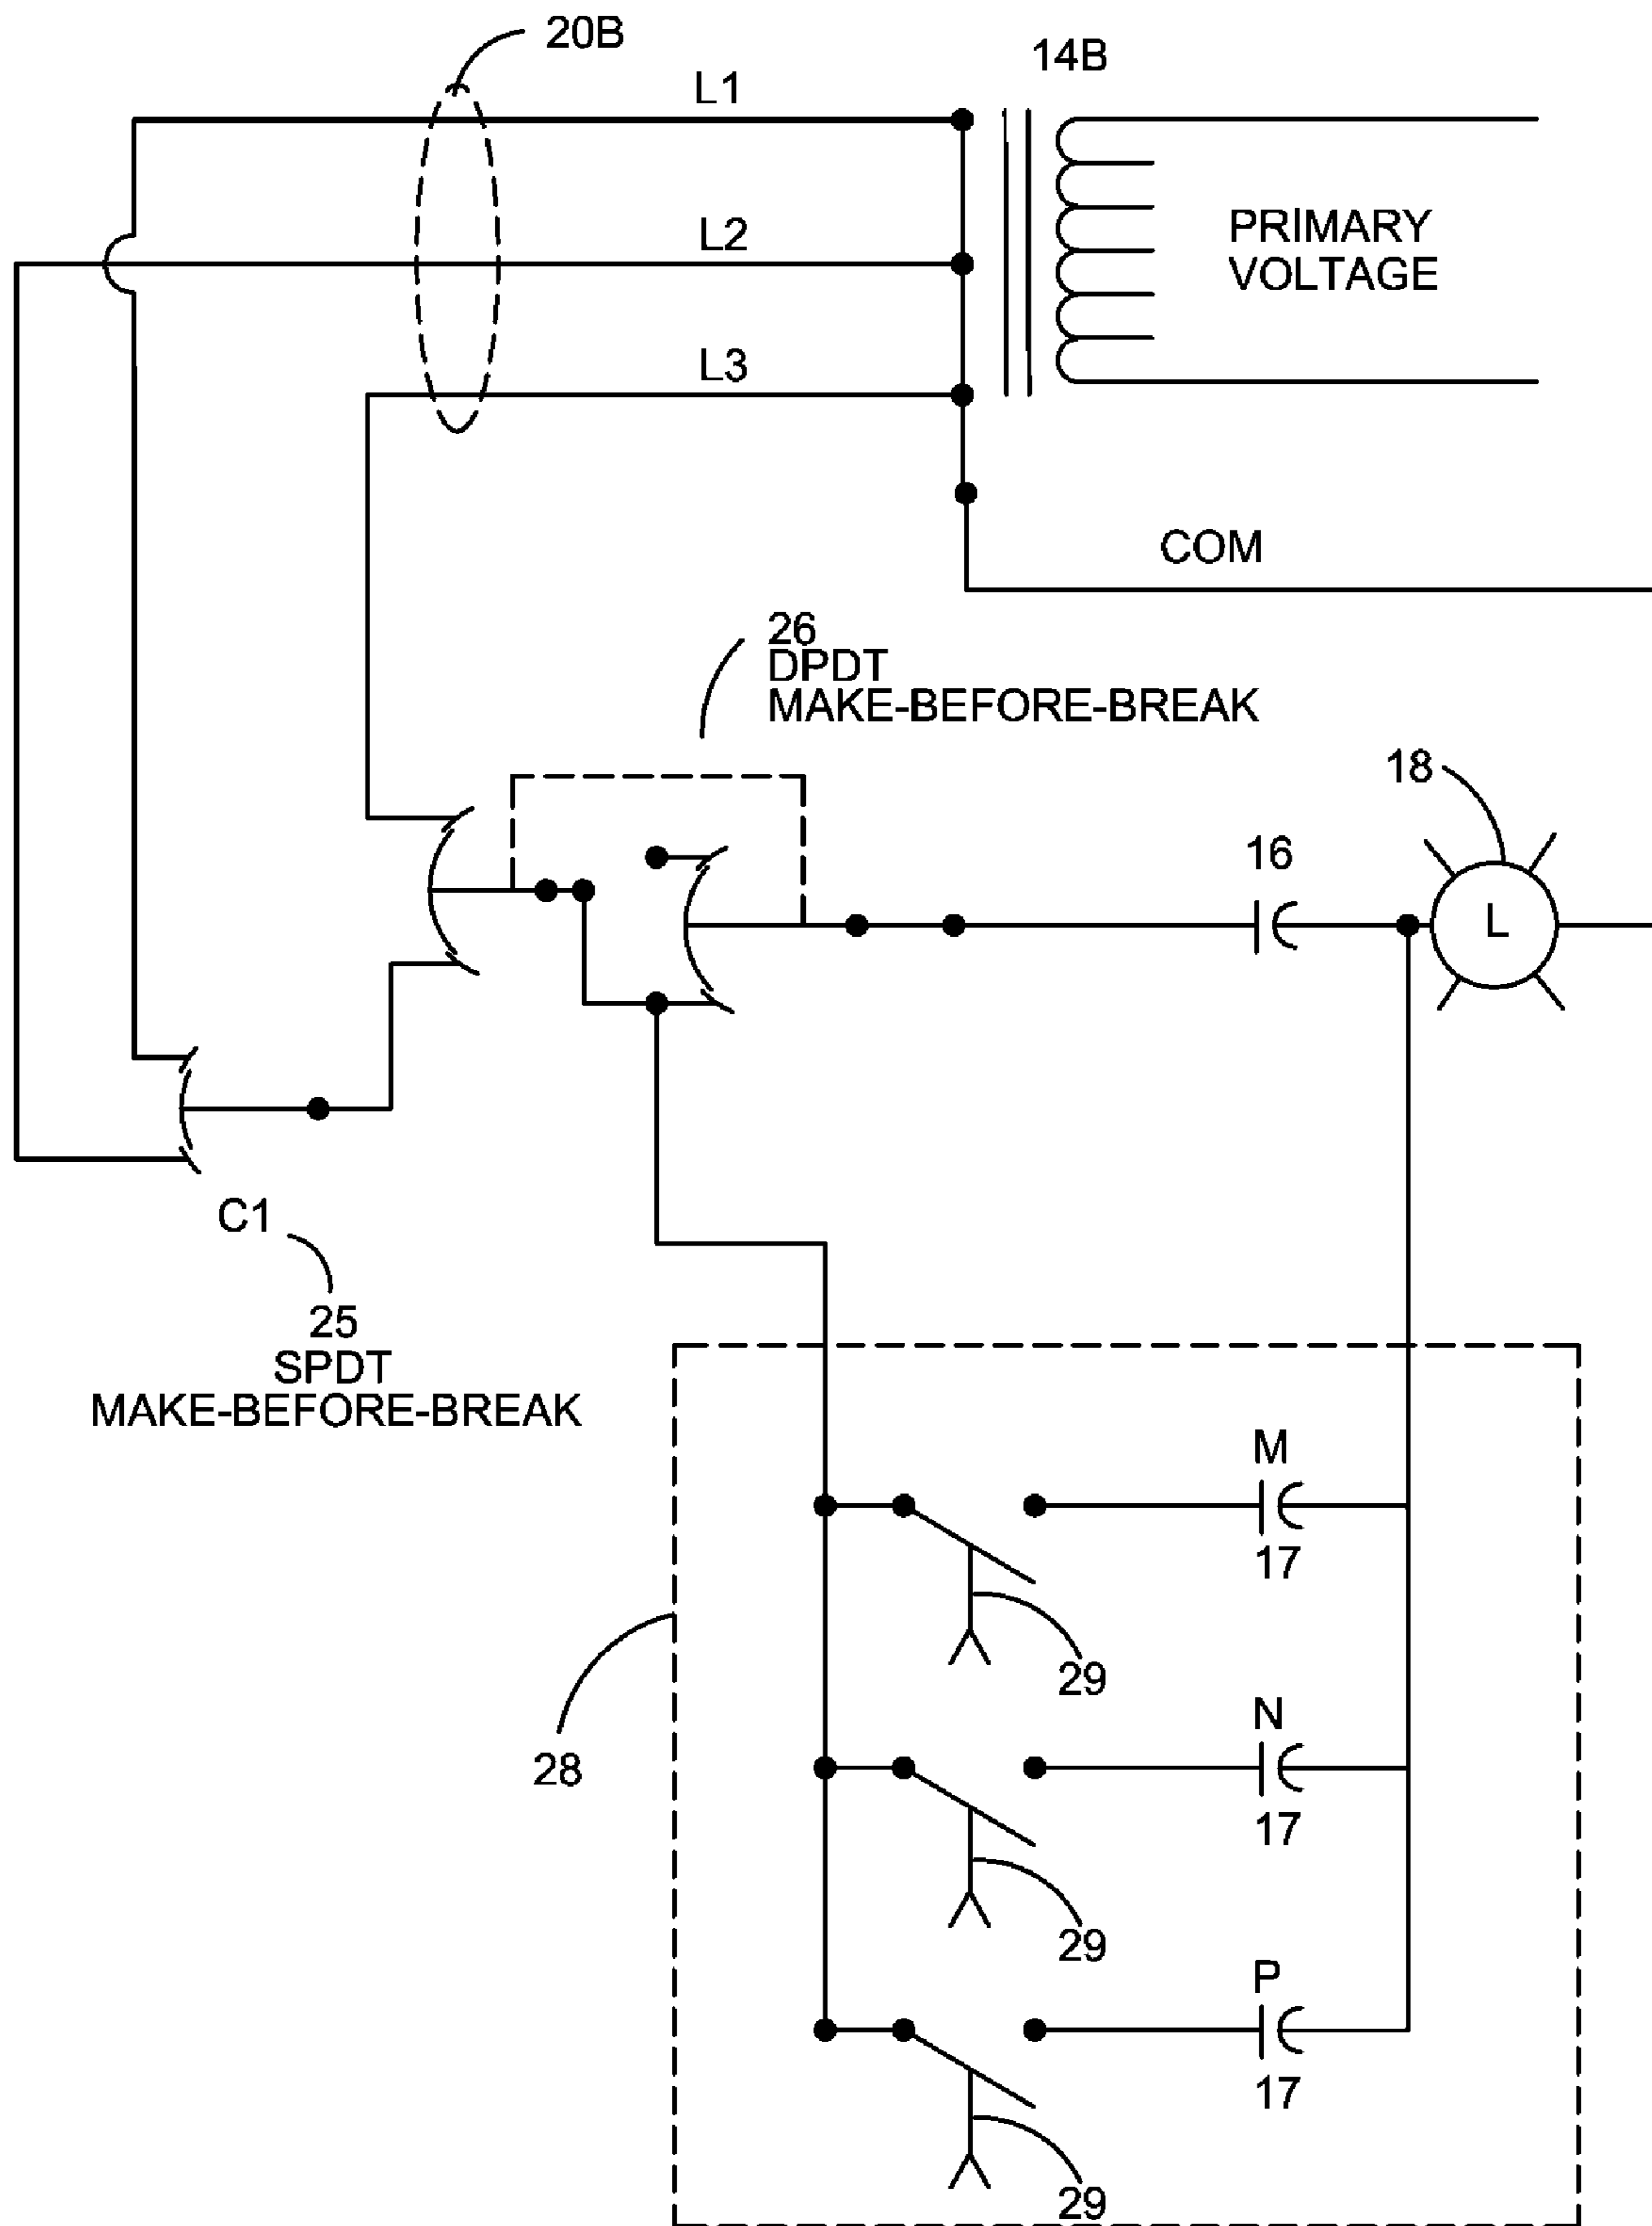 20B
14B
L1
L2
PRIMARY
VOLTAGE
L3
COM
26
DPDT
MAKE-BEFORE-BREAK
18
16
L
C1
25
SPDT
MAKE-BEFORE-BREAK
M
17
29
N
28
17
29
P
17
29